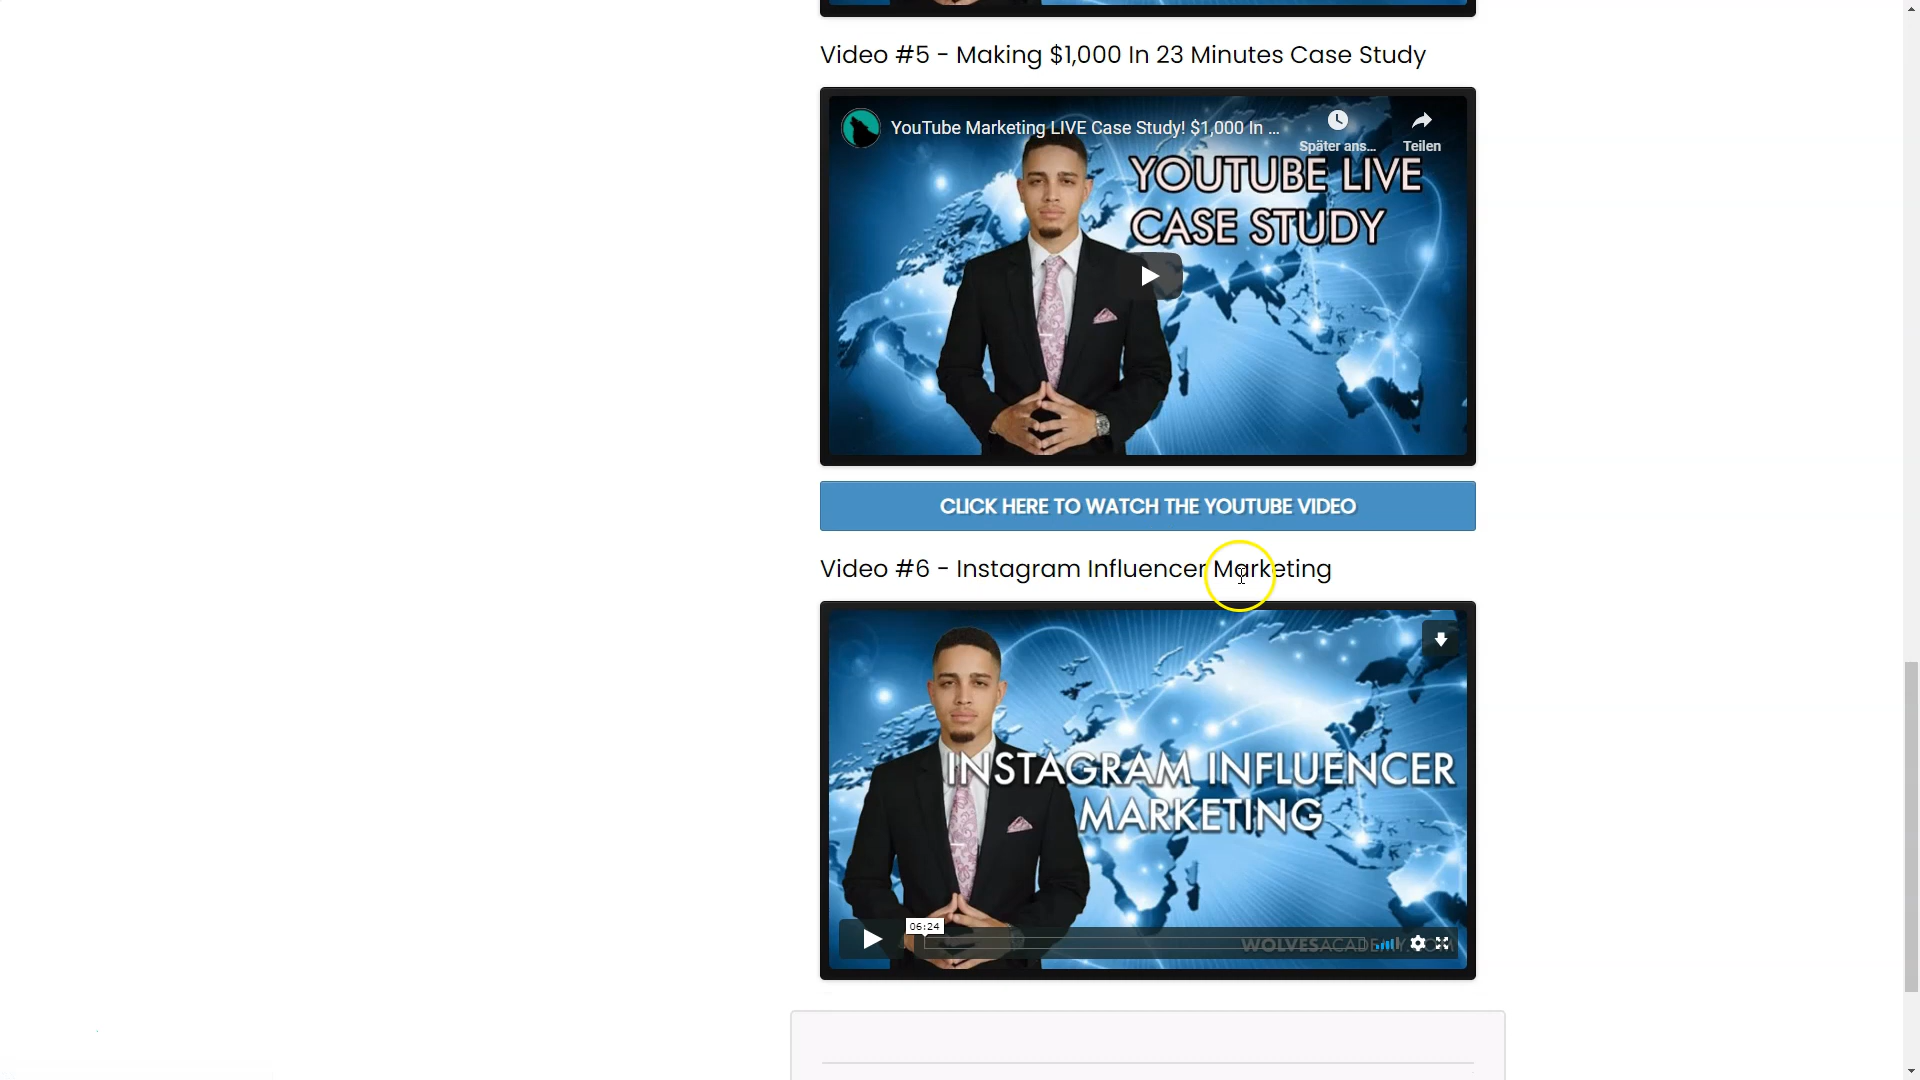 Video #5 - Making $1,000 In 23 Minutes Case Study
YouTube Marketing LIVE Case Study! $1,000 In ...
Später ans...
Teilen
YOUTUBE LIVE
CASE STUDY
CLICK HERE TO WATCH THE YOUTUBE VIDEO
Video #6 - Instagram Influencer Marketing
INSTAGRAM INFLUENCER
MARKETING
06:24
WOLVESACADEMY.COM